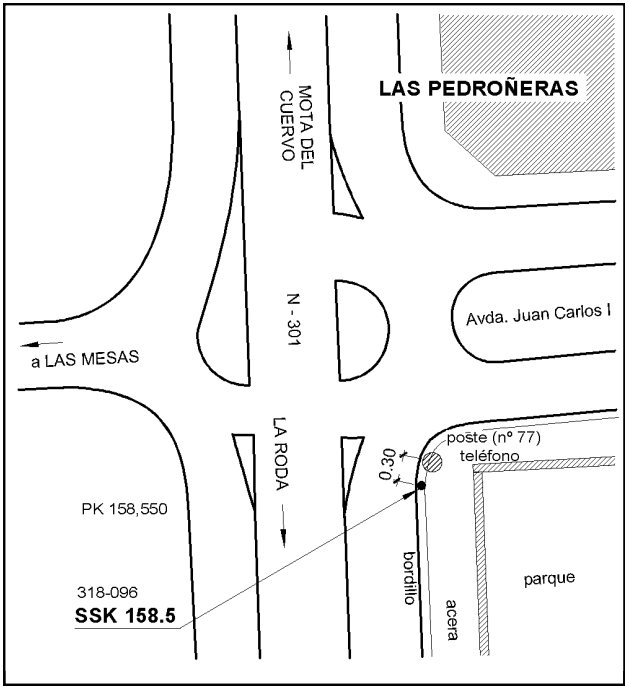 LAS PEDROÑERAS
MOTA DEL
CUERVO
N - 301
Avda. Juan Carlos I
a LAS MESAS
LA RODA
poste (nº 77)
teléfono
0.30
PK 158,550
bordillo
acera
parque
318-096
SSK 158.5